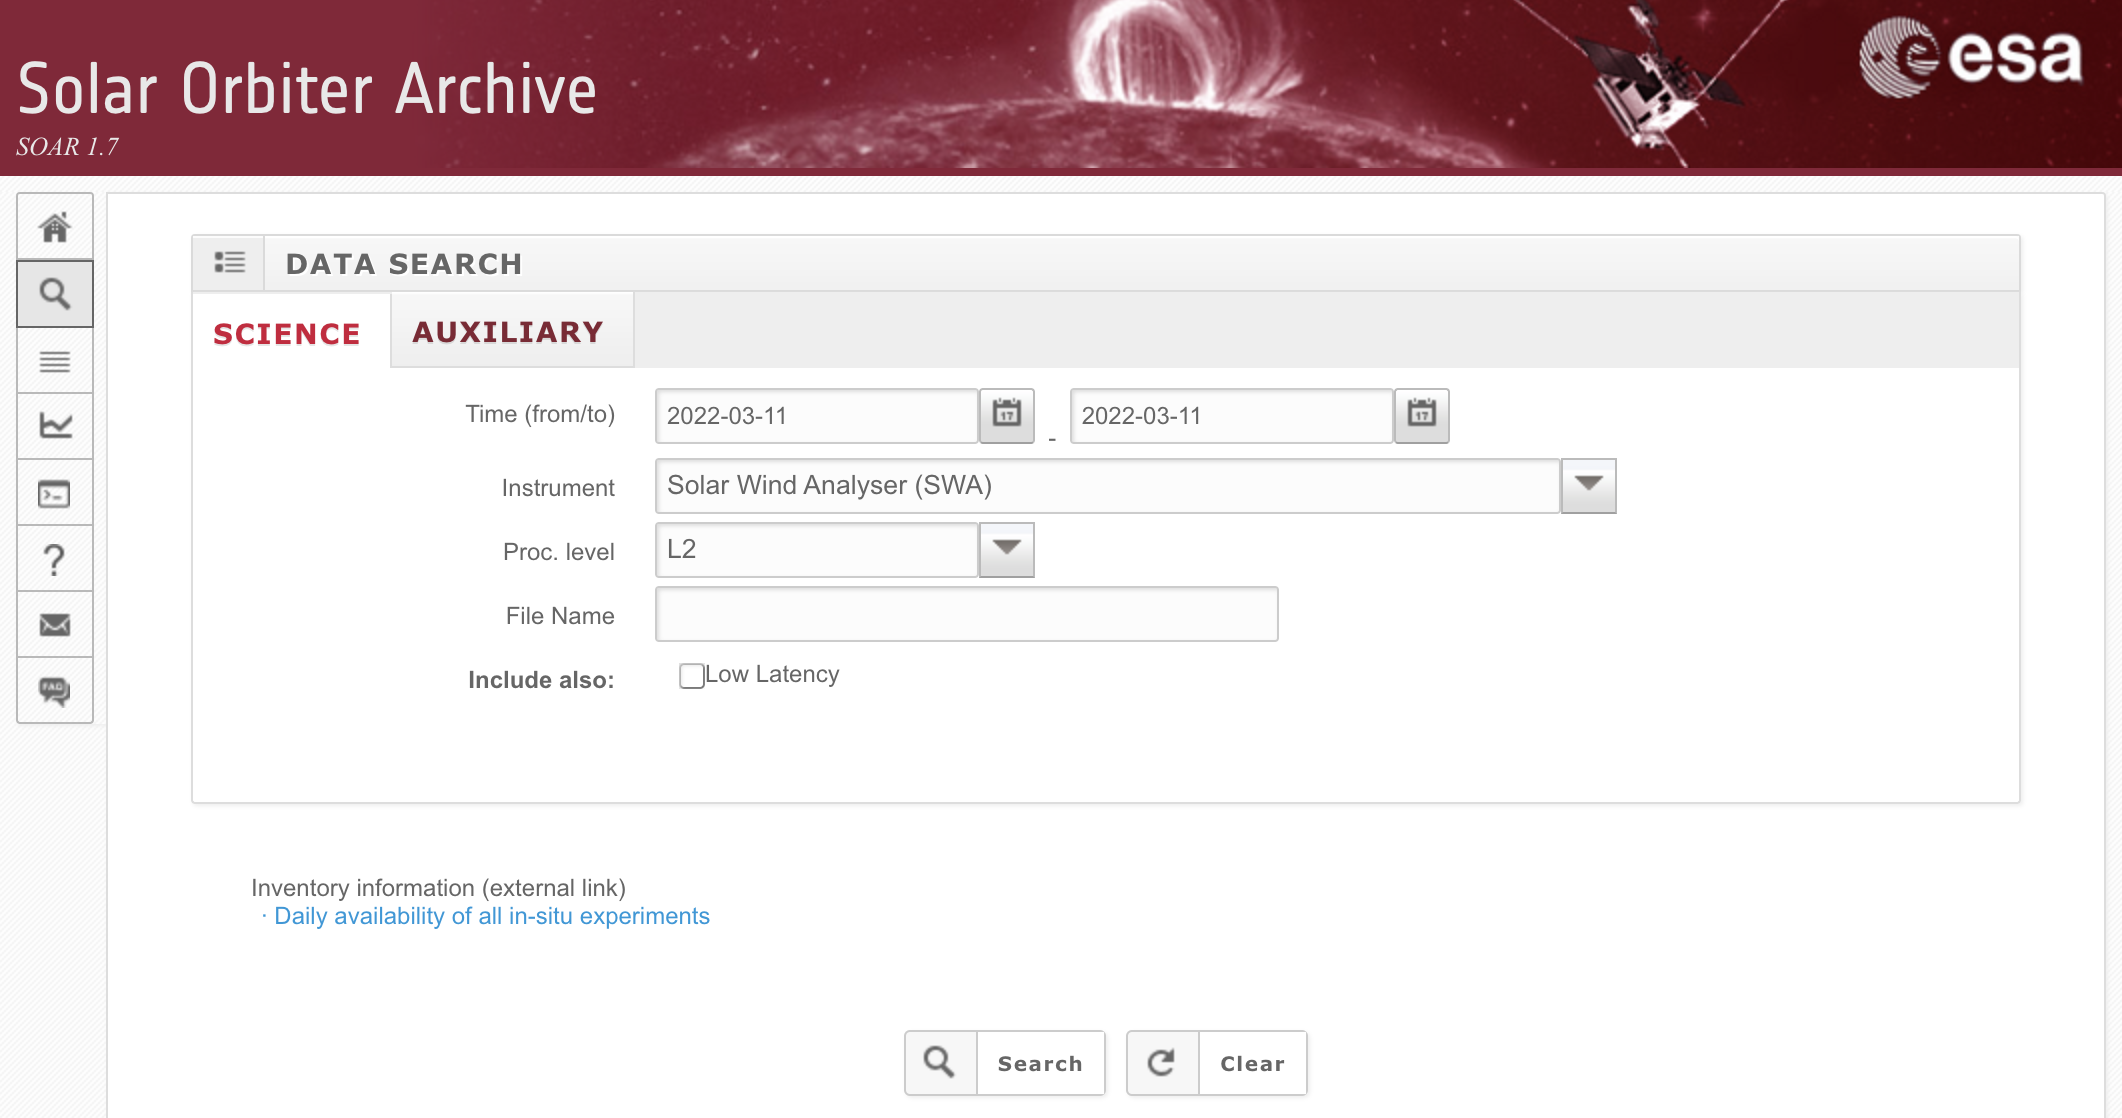 Solar Orbiter Archive
SOAR 1.7
esa
DATA SEARCH
SCIENCE
AUXILIARY
Time (from/to)
2022-03-11
17
-
2022-03-11
17
Instrument
Solar Wind Analyser (SWA)
Proc. level
L2
File Name
Include also:
Low Latency
?
FAQ
Inventory information (external link)
· Daily availability of all in-situ experiments
Search
Clear